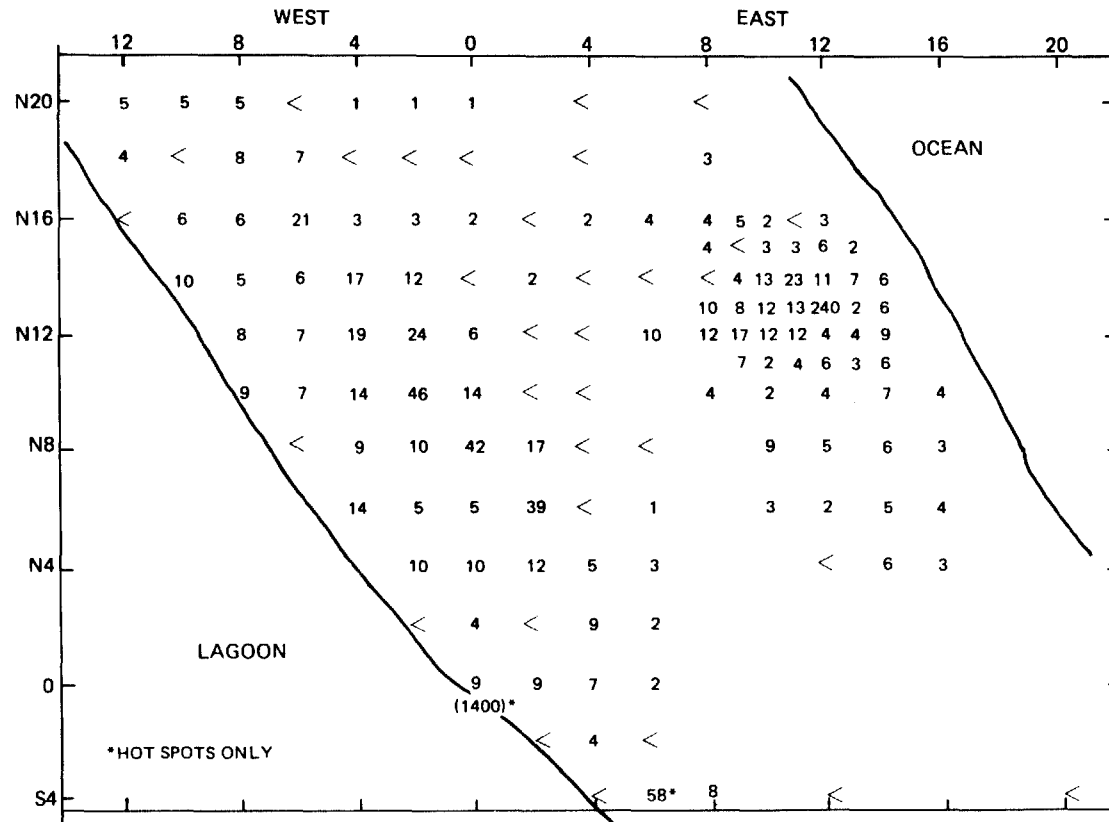 WEST EAST
12 8 4 0 4 8 12 16 20
N20 5 5 5 < 1 1 1 < <
OCEAN
4 < 8 7 < < < < 3
N16 < 6 6 21 3 3 2 < 2 4 4 5 2 < 3
4 < 3 3 6 2
10 5 6 17 12 < 2 < < < 4 13 23 11 7 6
10 8 12 13 240 2 6
N12 8 7 19 24 6 < < 10 12 17 12 12 4 4 9
7 2 4 6 3 6
9 7 14 46 14 < < 4 2 4 7 4
N8 < 9 10 42 17 < < 9 5 6 3
14 5 5 39 < 1 3 2 5 4
N4 10 10 12 5 3 < 6 3
< 4 < 9 2
LAGOON
0 9 9 7 2
(1400)*
*HOT SPOTS ONLY < 4 <
S4 < 58* 8 < <